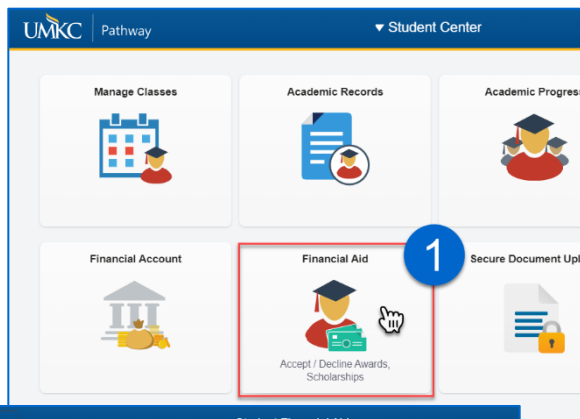 UMKC Pathway
▼ Student Center
Manage Classes
Academic Records
Academic Progres
Financial Account
Financial Aid
1
Secure Document Upl
Accept / Decline Awards,
Scholarships